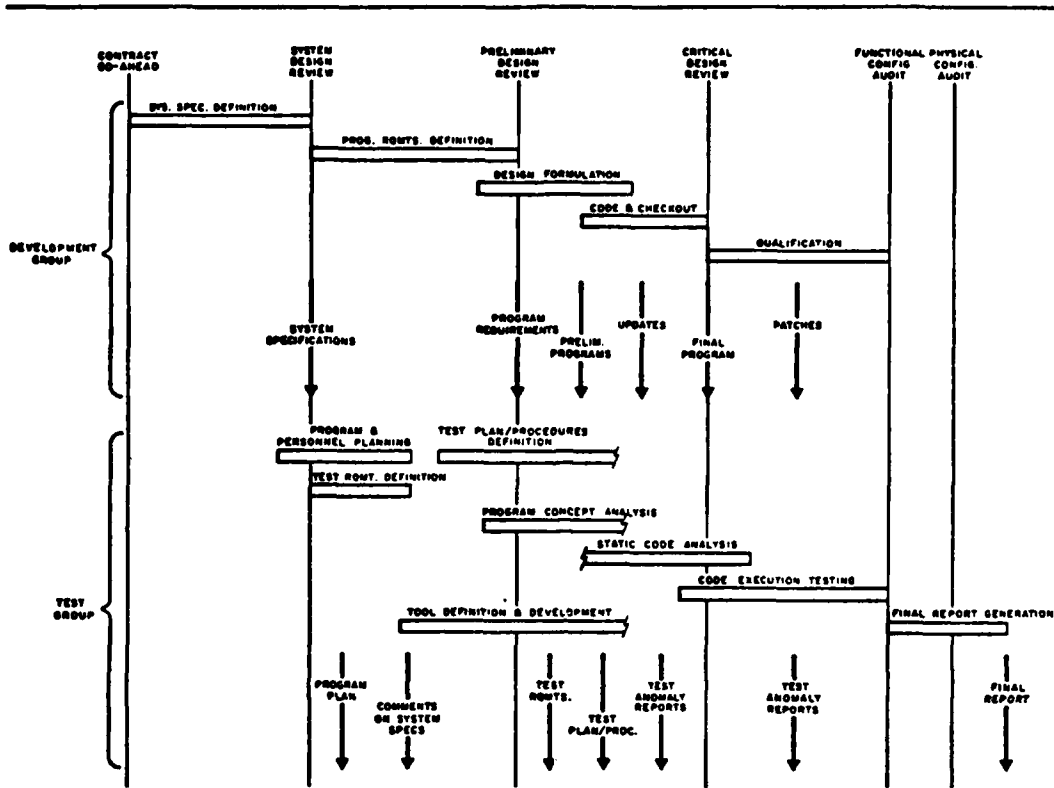 CONTRACT
GO-AHEAD
SYSTEM
DESIGN
REVIEW
PRELIMINARY
DESIGN
REVIEW
CRITICAL
DESIGN
REVIEW
FUNCTIONAL
CONFIG
AUDIT
PHYSICAL
CONFIG.
AUDIT
SYS. SPEC. DEFINITION
PROG. RQMTS. DEFINITION
DESIGN FORMULATION
CODE & CHECKOUT
QUALIFICATION
DEVELOPMENT
GROUP
SYSTEM
SPECIFICATIONS
PROGRAM
REQUIREMENTS
PRELIM.
PROGRAMS
UPDATES
FINAL
PROGRAM
PATCHES
PROGRAM &
PERSONNEL PLANNING
TEST PLAN/PROCEDURES
DEFINITION
TEST RQMT. DEFINITION
PROGRAM CONCEPT ANALYSIS
STATIC CODE ANALYSIS
CODE EXECUTION TESTING
TEST
GROUP
TOOL DEFINITION & DEVELOPMENT
FINAL REPORT GENERATION
PROGRAM
PLAN
COMMENTS
ON SYSTEM
SPECS
TEST
RQMTS.
TEST
PLAN/PROC.
TEST
ANOMALY
REPORTS
TEST
ANOMALY
REPORTS
FINAL
REPORT